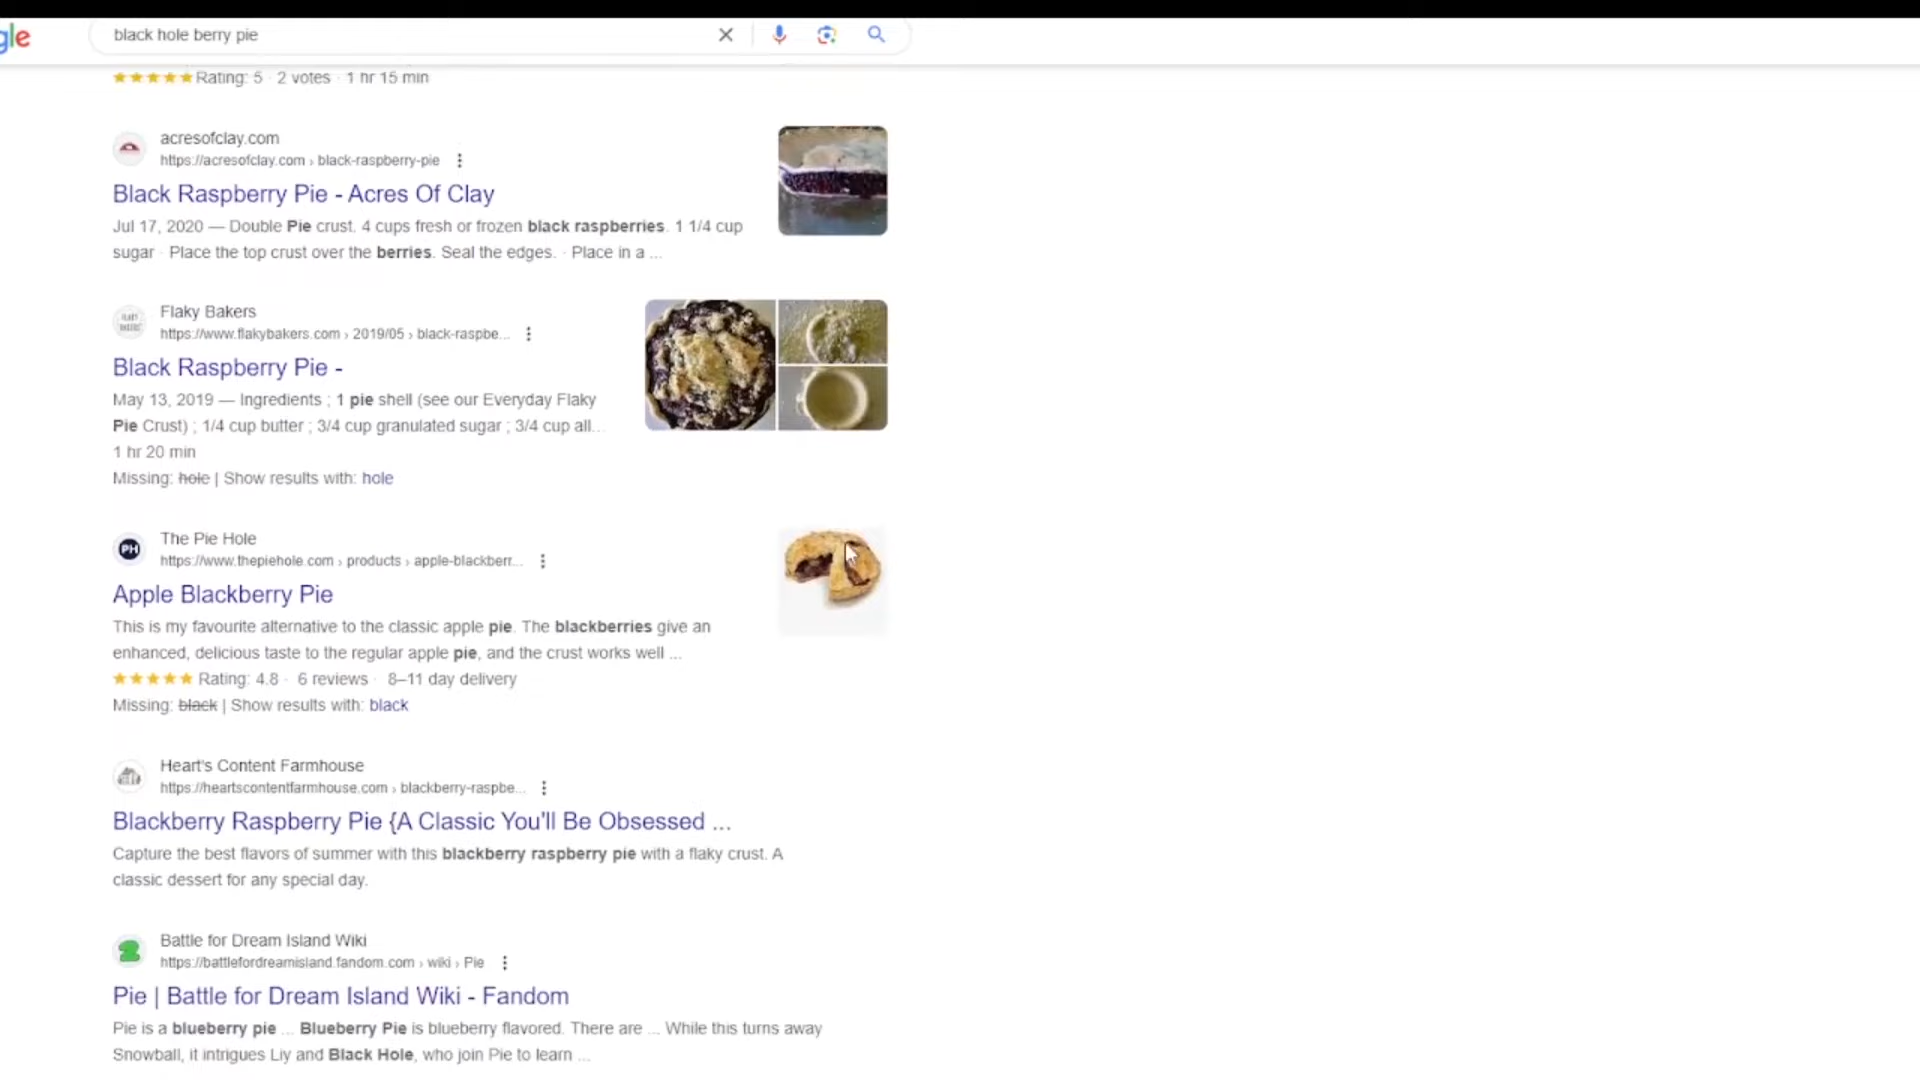 gle
black hole berry pie
Rating: 5 · 2 votes · 1 hr 15 min
acresofclay.com
https://acresofclay.com › black-raspberry-pie
Black Raspberry Pie - Acres Of Clay
Jul 17, 2020 — Double Pie crust. 4 cups fresh or frozen black raspberries. 1 1/4 cup
sugar · Place the top crust over the berries. Seal the edges. · Place in a ...
Flaky Bakers
https://www.flakybakers.com › 2019/05 › black-raspbe...
Black Raspberry Pie -
May 13, 2019 — Ingredients ; 1 pie shell (see our Everyday Flaky
Pie Crust) ; 1/4 cup butter ; 3/4 cup granulated sugar ; 3/4 cup all...
1 hr 20 min
Missing: hole | Show results with: hole
PH
The Pie Hole
https://www.thepiehole.com › products › apple-blackberr...
Apple Blackberry Pie
This is my favourite alternative to the classic apple pie. The blackberries give an
enhanced, delicious taste to the regular apple pie, and the crust works well ...
Rating: 4.8 · 6 reviews · 8–11 day delivery
Missing: black | Show results with: black
Heart's Content Farmhouse
https://heartscontentfarmhouse.com › blackberry-raspbe...
Blackberry Raspberry Pie {A Classic You'll Be Obsessed ...
Capture the best flavors of summer with this blackberry raspberry pie with a flaky crust. A
classic dessert for any special day.
Battle for Dream Island Wiki
https://battlefordreamisland.fandom.com › wiki › Pie
Pie | Battle for Dream Island Wiki - Fandom
Pie is a blueberry pie ... Blueberry Pie is blueberry flavored. There are ... While this turns away
Snowball, it intrigues Liy and Black Hole, who join Pie to learn ...